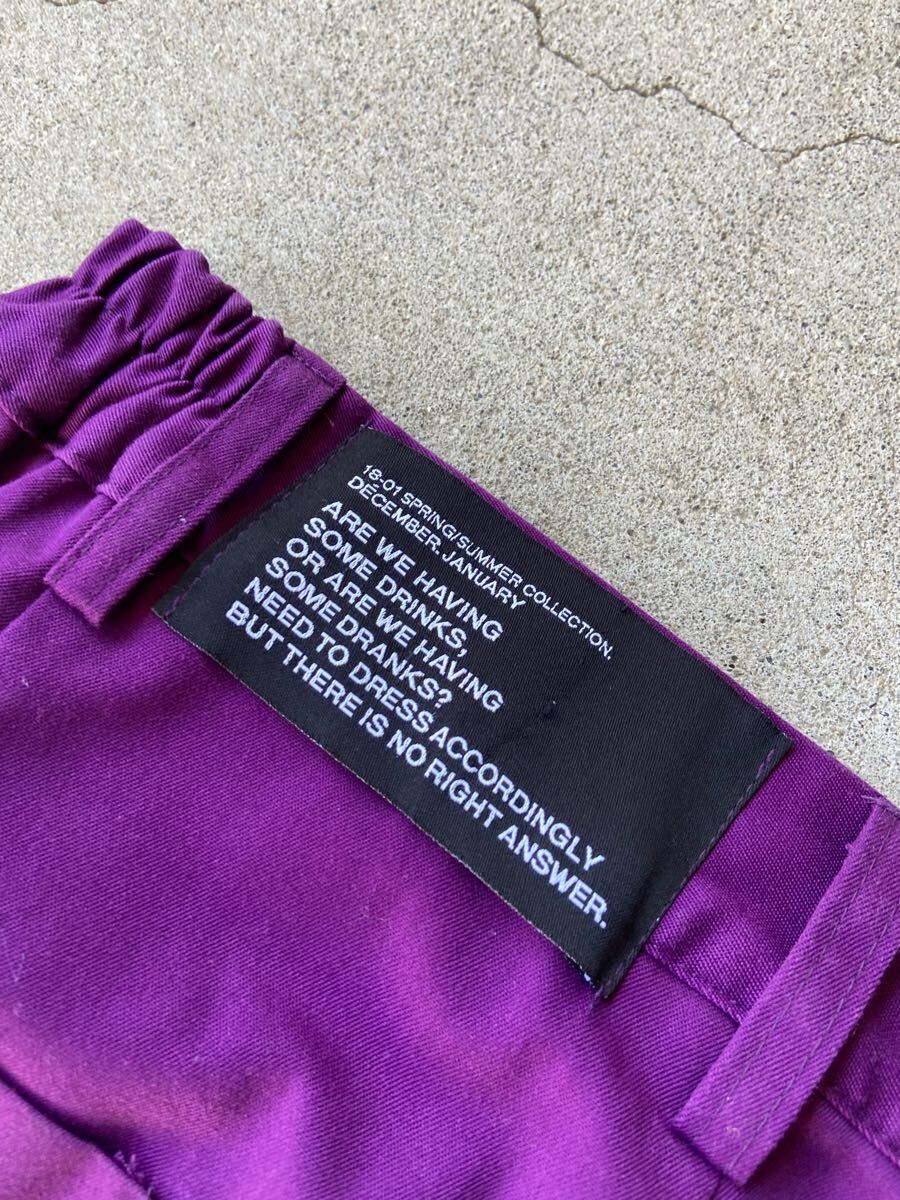 18-01 SPRING/SUMMER COLLECTION.
DECEMBER. JANUARY
ARE WE HAVING
SOME DRINKS,
OR ARE WE HAVING
SOME DRANKS?
NEED TO DRESS ACCORDINGLY
BUT THERE IS NO RIGHT ANSWER.